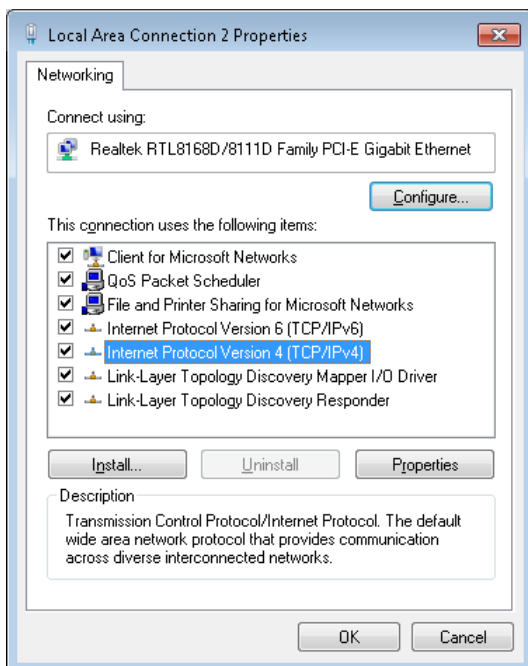 Local Area Connection 2 Properties
Networking
Connect using:
Realtek RTL8168D/8111D Family PCI-E Gigabit Ethernet
Configure...
This connection uses the following items:
Client for Microsoft Networks
QoS Packet Scheduler
File and Printer Sharing for Microsoft Networks
Internet Protocol Version 6 (TCP/IPv6)
Internet Protocol Version 4 (TCP/IPv4)
Link-Layer Topology Discovery Mapper I/O Driver
Link-Layer Topology Discovery Responder
Install... Uninstall Properties
Description
Transmission Control Protocol/Internet Protocol. The default
wide area network protocol that provides communication
across diverse interconnected networks.
OK Cancel